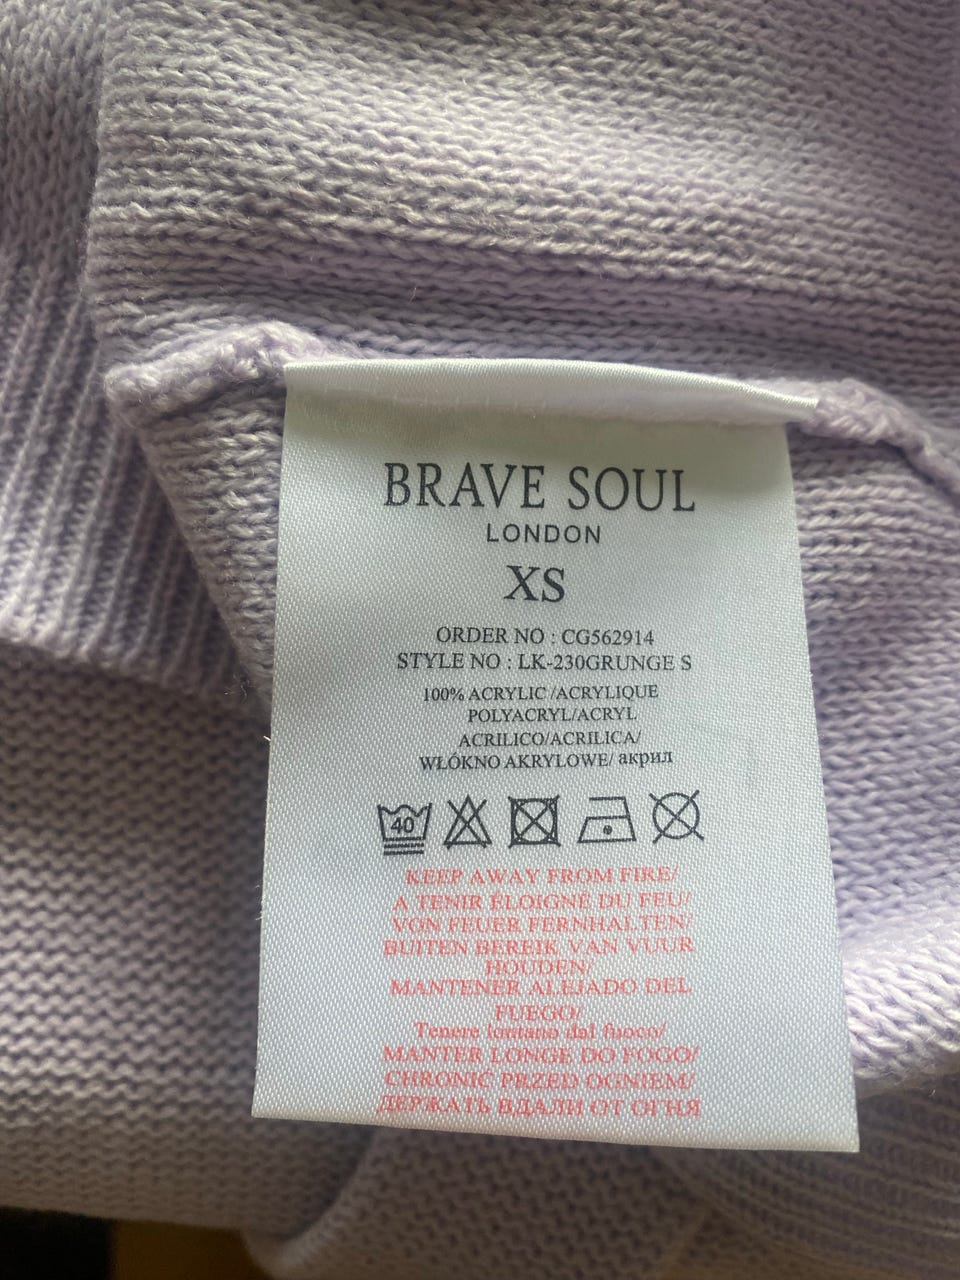 BRAVE SOUL
LONDON
XS
ORDER NO : CG562914
STYLE NO : LK-230GRUNGE S
100% ACRYLIC /ACRYLIQUE
POLYACRYL/ACRYL
ACRILICO/ACRILICA/
WŁÓKNO AKRYLOWE/ акрил
40
KEEP AWAY FROM FIRE/
A TENIR ÉLOIGNÉ DU FEU/
VON FEUER FERNHALTEN/
BUITEN BEREIK VAN VUUR
HOUDEN/
MANTENER ALEJADO DEL
FUEGO/
Tenere lontano dal fuoco/
MANTER LONGE DO FOGO/
CHRONIĆ PRZED OGNIEM/
ДЕРЖАТЬ ВДАЛИ ОТ ОГНЯ